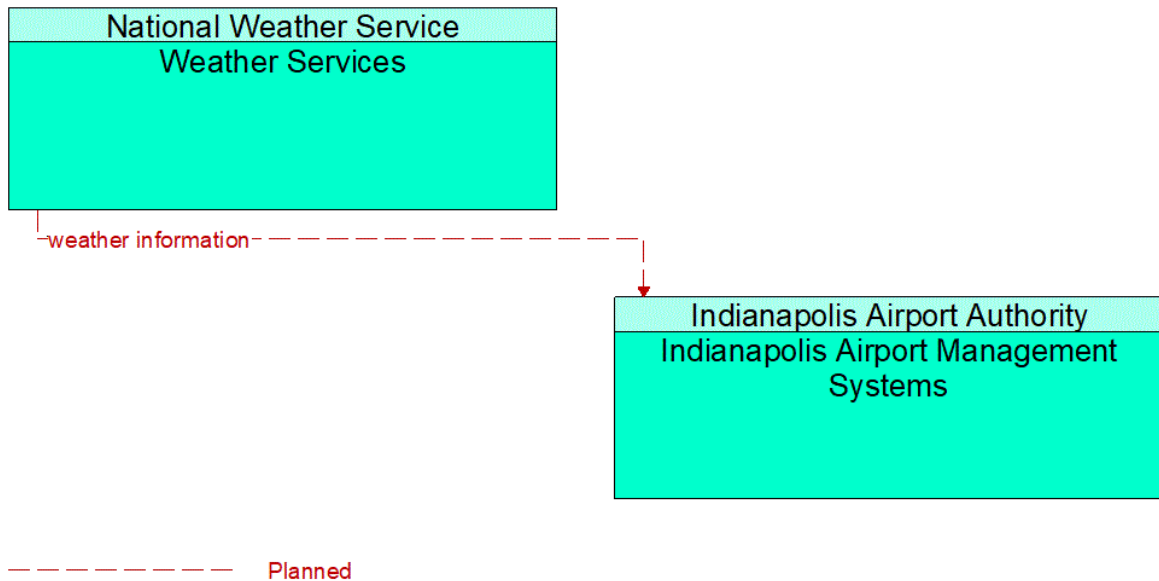 National Weather Service
Weather Services
weather information
Indianapolis Airport Authority
Indianapolis Airport Management
Systems
Planned